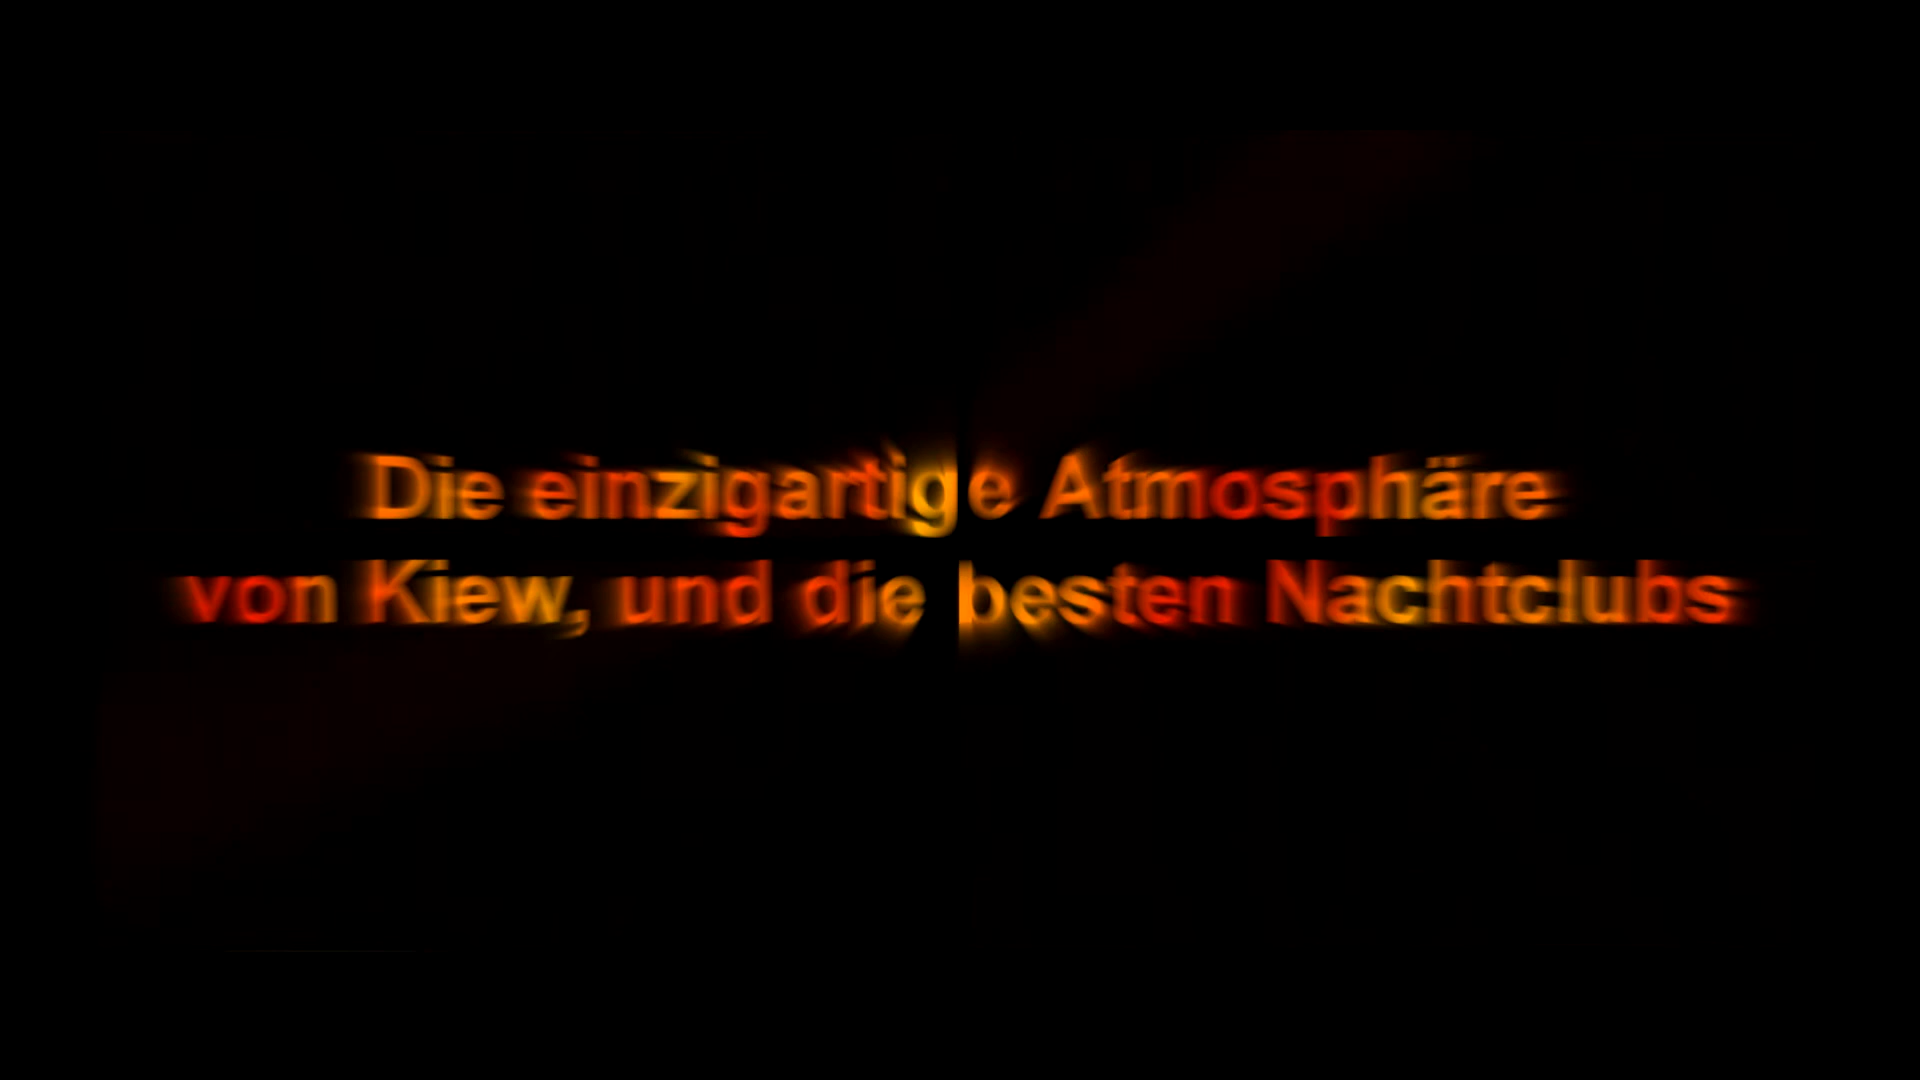 Die einzigartige Atmosphäre
von Kiew, und die besten Nachtclubs